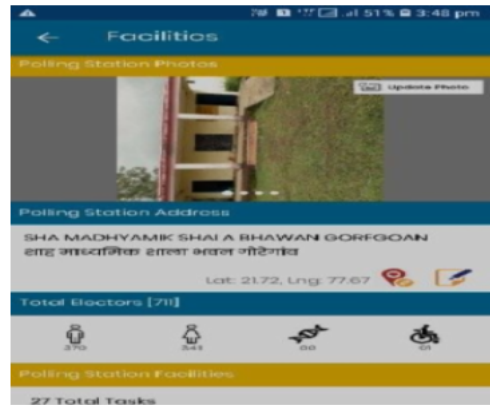 51% 3:48 pm
← Facilities
Polling Station Photos
Update Photo
Polling Station Address
SHA MADHYAMIK SHALA BHAWAN GORFGOAN
शाह माध्यमिक शाला भवन गोरेगांव
Lat: 21.72, Lng: 77.67
Total Electors [711]
370 341 00 01
Polling Station Facilities
27 Total Tasks